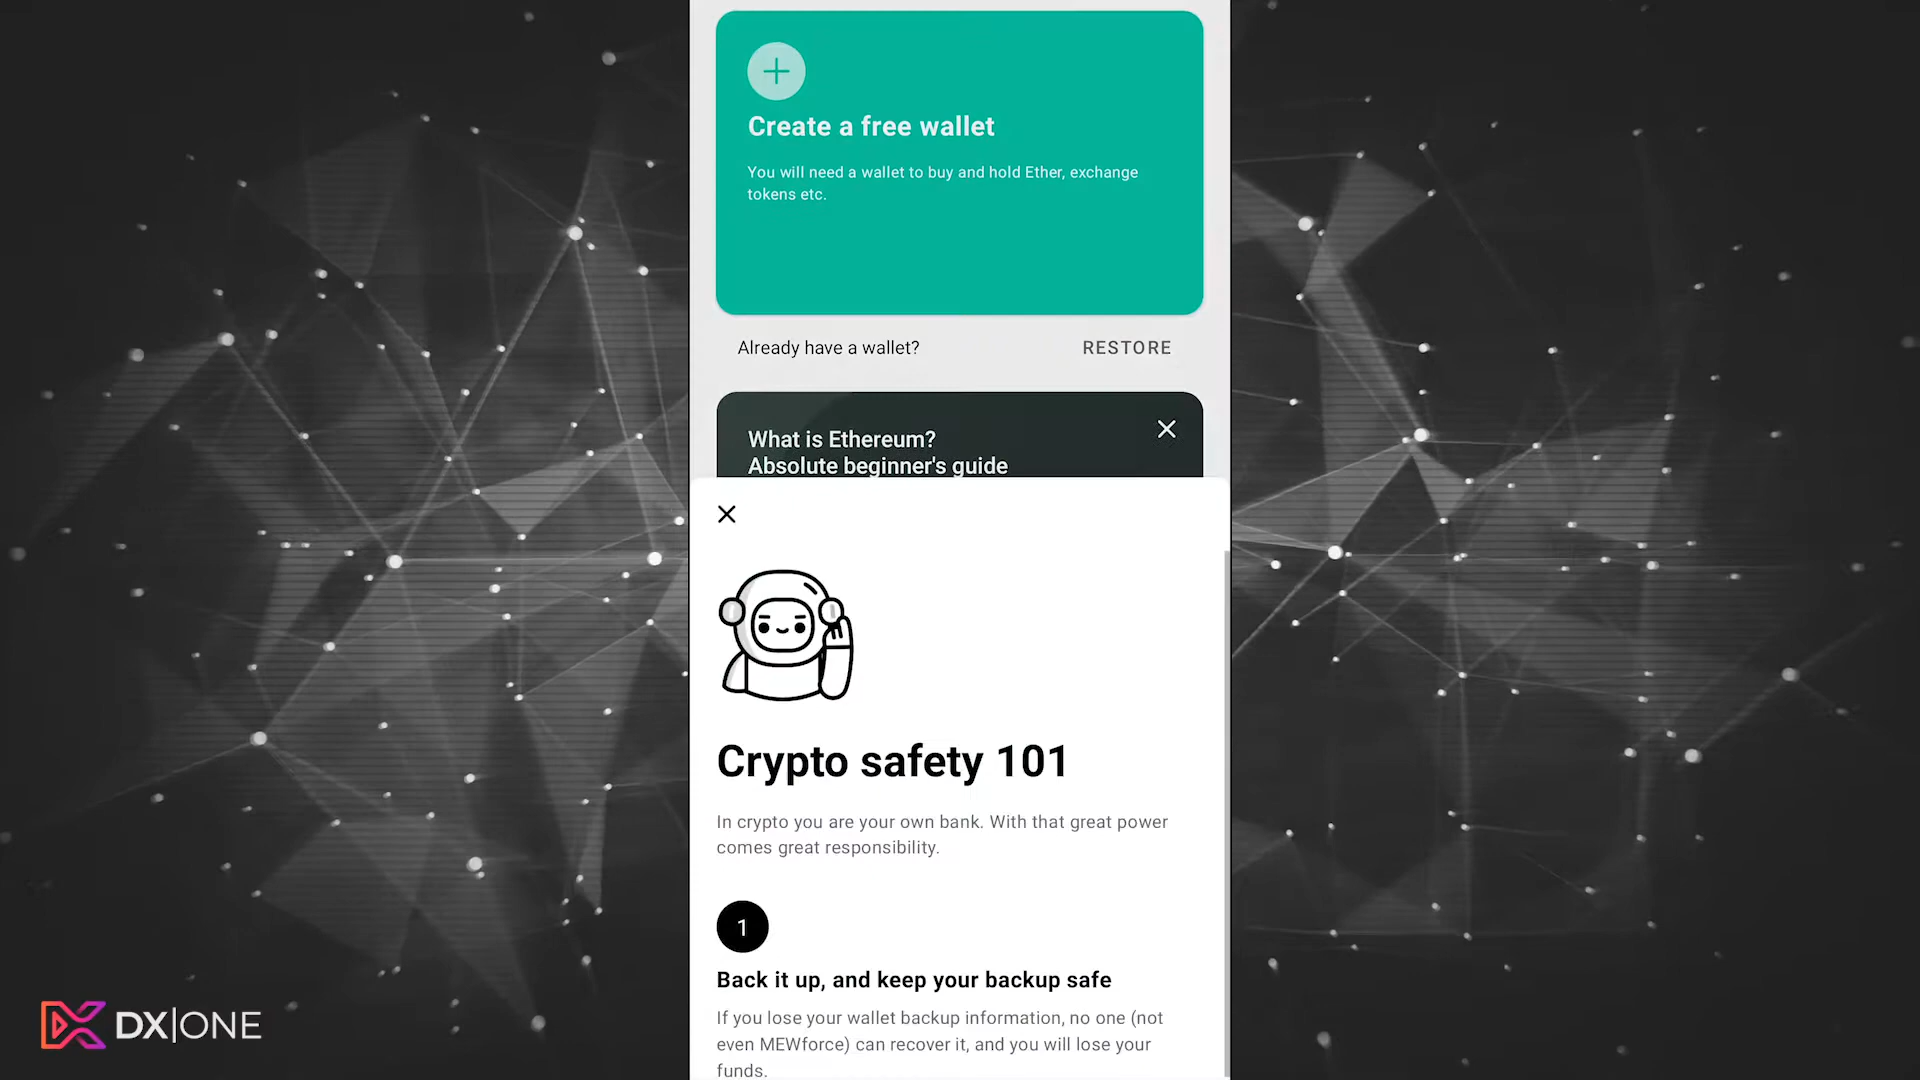 Create a free wallet
You will need a wallet to buy and hold Ether, exchange
tokens etc.
Already have a wallet?
RESTORE
What is Ethereum?
Absolute beginner's guide
Crypto safety 101
In crypto you are your own bank. With that great power
comes great responsibility.
1
Back it up, and keep your backup safe
If you lose your wallet backup information, no one (not
even MEWforce) can recover it, and you will lose your
funds.
DX|ONE